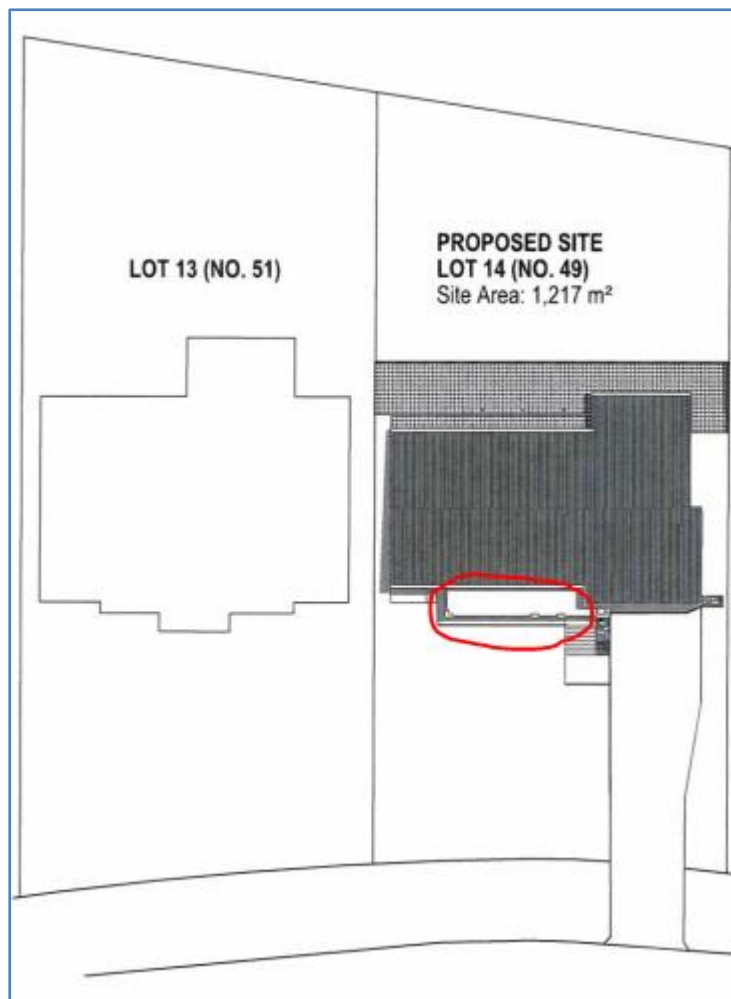 LOT 13 (NO. 51)
PROPOSED SITE
LOT 14 (NO. 49)
Site Area: 1,217 m²